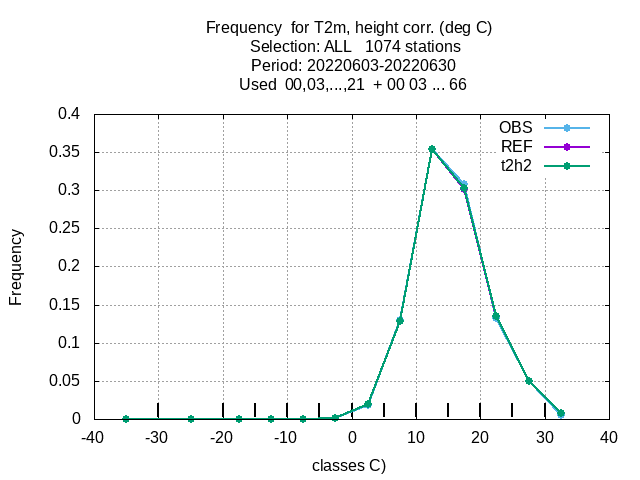 Frequency  for T2m, height corr. (deg C)
Selection: ALL   1074 stations
Period: 20220603-20220630
Used  00,03,...,21  + 00 03 ... 66
OBS
REF
t2h2
0.4
0.35
0.3
0.25
0.2
0.15
0.1
0.05
0
Frequency
-40 -30 -20 -10 0 10 20 30 40
classes C)